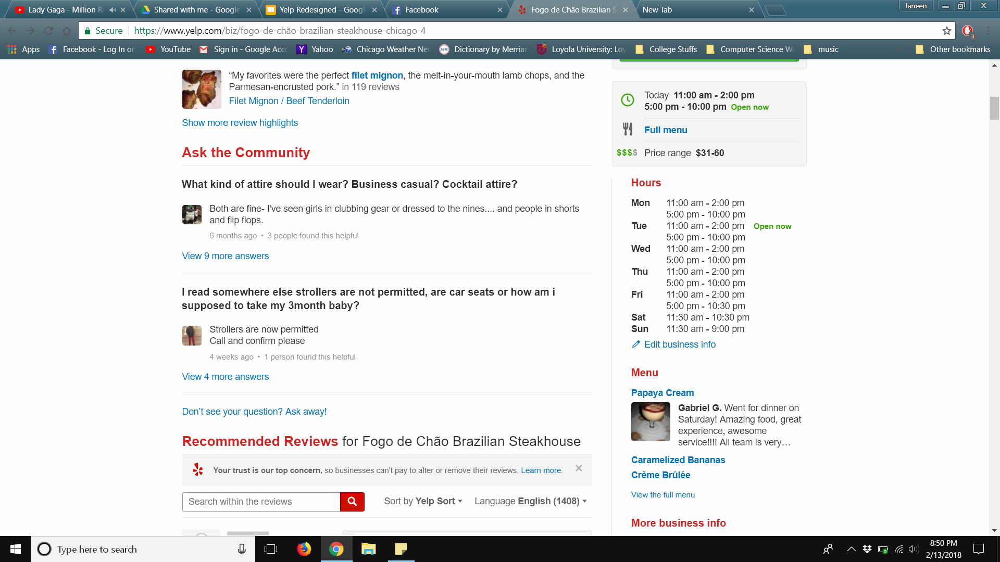 Lady Gaga - Million R
Shared with me - Google
Yelp Redesigned - Googl
Facebook
Fogo de Chão Brazilian S
New Tab
Janeen
Secure https://www.yelp.com/biz/fogo-de-chão-brazilian-steakhouse-chicago-4
3
Apps
Facebook - Log In or
YouTube
Sign in - Google Acc
Yahoo
Chicago Weather Ne
Dictionary by Merriam
Loyola University: Loy
College Stuffs
Computer Science W
music
Other bookmarks
“My favorites were the perfect filet mignon, the melt-in-your-mouth lamb chops, and the
Parmesan-encrusted pork.” in 119 reviews
Filet Mignon / Beef Tenderloin
Show more review highlights
Ask the Community
What kind of attire should I wear? Business casual? Cocktail attire?
Both are fine- I've seen girls in clubbing gear or dressed to the nines.... and people in shorts
and flip flops.
6 months ago • 3 people found this helpful
View 9 more answers
I read somewhere else strollers are not permitted, are car seats or how am i
supposed to take my 3month baby?
Strollers are now permitted
Call and confirm please
4 weeks ago • 1 person found this helpful
View 4 more answers
Don’t see your question? Ask away!
Recommended Reviews for Fogo de Chão Brazilian Steakhouse
Your trust is our top concern, so businesses can't pay to alter or remove their reviews. Learn more.
Search within the reviews
Sort by Yelp Sort
Language English (1408)
Today 11:00 am - 2:00 pm
5:00 pm - 10:00 pm Open now
Full menu
$$$$ Price range $31-60
Hours
Mon 11:00 am - 2:00 pm
5:00 pm - 10:00 pm
Tue 11:00 am - 2:00 pm Open now
5:00 pm - 10:00 pm
Wed 11:00 am - 2:00 pm
5:00 pm - 10:00 pm
Thu 11:00 am - 2:00 pm
5:00 pm - 10:00 pm
Fri 11:00 am - 2:00 pm
5:00 pm - 10:30 pm
Sat 11:30 am - 10:30 pm
Sun 11:30 am - 9:00 pm
Edit business info
Menu
Papaya Cream
Gabriel G. Went for dinner on
Saturday! Amazing food, great
experience, awesome
service!!!! All team is very…
Caramelized Bananas
Crème Brûlée
View the full menu
More business info
Type here to search
8:50 PM
2/13/2018